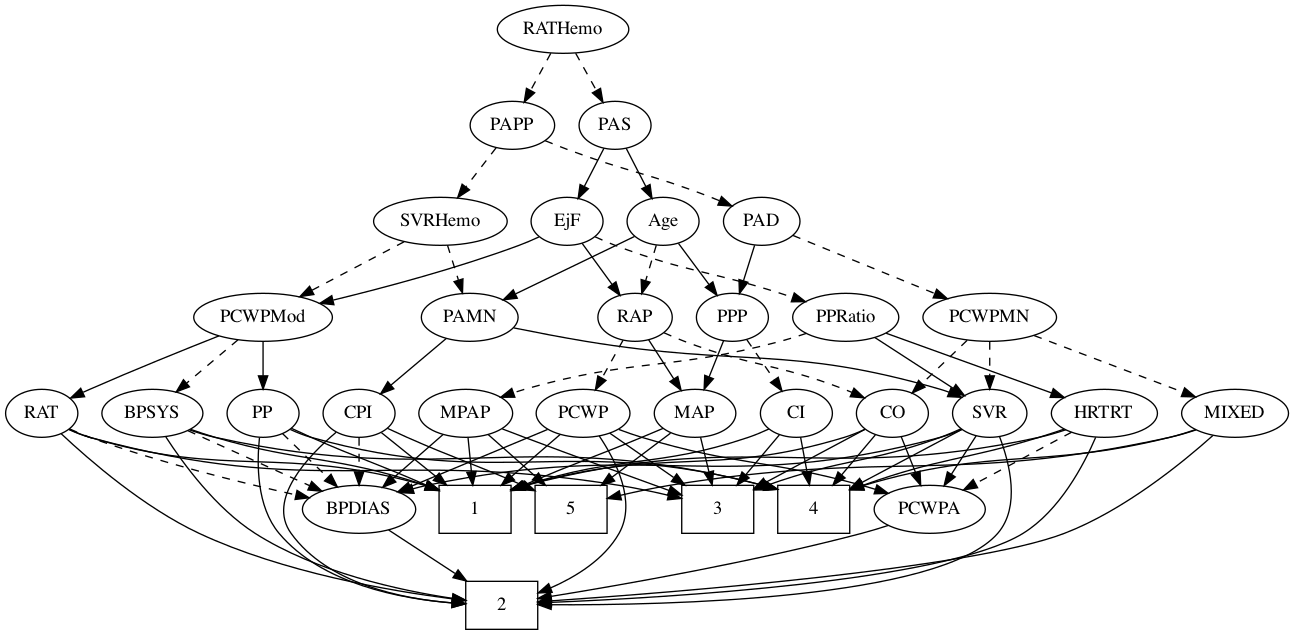 RATHemo
PAPP PAS
SVRHemo EjF Age PAD
PCWPMod PAMN RAP PPP PPRatio PCWPMN
RAT BPSYS PP CPI MPAP PCWP MAP CI CO SVR HRTRT MIXED
BPDIAS 1 5 3 4 PCWPA
2